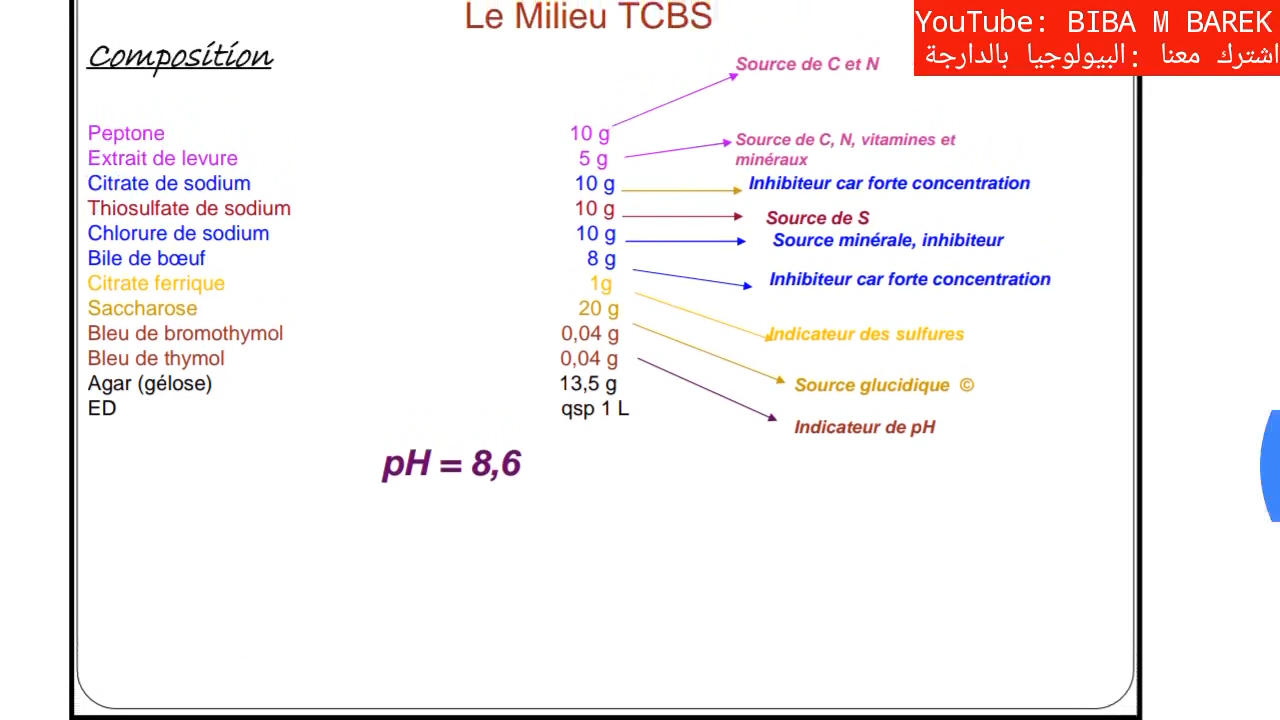 Le Milieu TCBS
YouTube: BIBA M BAREK
اشترك معنا :البيولوجيا بالدارجة
Composition
Source de C et N
Peptone 10 g
Source de C, N, vitamines et
minéraux
Extrait de levure 5 g
Citrate de sodium 10 g Inhibiteur car forte concentration
Thiosulfate de sodium 10 g Source de S
Chlorure de sodium 10 g Source minérale, inhibiteur
Bile de bœuf 8 g Inhibiteur car forte concentration
Citrate ferrique 1g
Saccharose 20 g
Bleu de bromothymol 0,04 g Indicateur des sulfures
Bleu de thymol 0,04 g
Agar (gélose) 13,5 g Source glucidique ©
ED qsp 1 L
Indicateur de pH
pH = 8,6